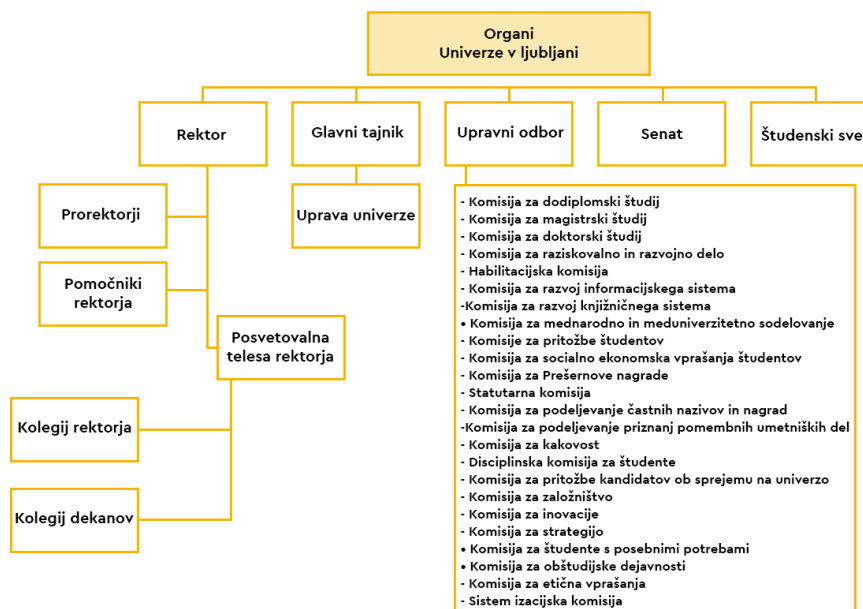 Organi
Univerze v ljubljani
Rektor
Glavni tajnik
Upravni odbor
Senat
Študenski sve
Prorektorji
Uprava univerze
Pomočniki
rektorja
Posvetovalna
telesa rektorja
Kolegij rektorja
Kolegij dekanov
- Komisija za dodiplomski študij
- Komisija za magistrski študij
- Komisija za doktorski študij
- Komisija za raziskovalno in razvojno delo
- Habilitacijska komisija
- Komisija za razvoj informacijskega sistema
-Komisija za razvoj knjižničnega sistema
• Komisija za mednarodno in meduniverzitetno sodelovanje
- Komisije za pritožbe študentov
- Komisija za socialno ekonomska vprašanja študentov
- Komisija za Prešernove nagrade
- Statutarna komisija
- Komisija za podeljevanje častnih nazivov in nagrad
-Komisija za podeljevanje priznanj pomembnih umetniških del
- Komisija za kakovost
- Disciplinska komisija za študente
- Komisija za pritožbe kandidatov ob sprejemu na univerzo
- Komisija za založništvo
- Komisija za inovacije
- Komisija za strategijo
• Komisija za študente s posebnimi potrebami
• Komisija za obštudijske dejavnosti
- Komisija za etična vprašanja
- Sistem izacijska komisija